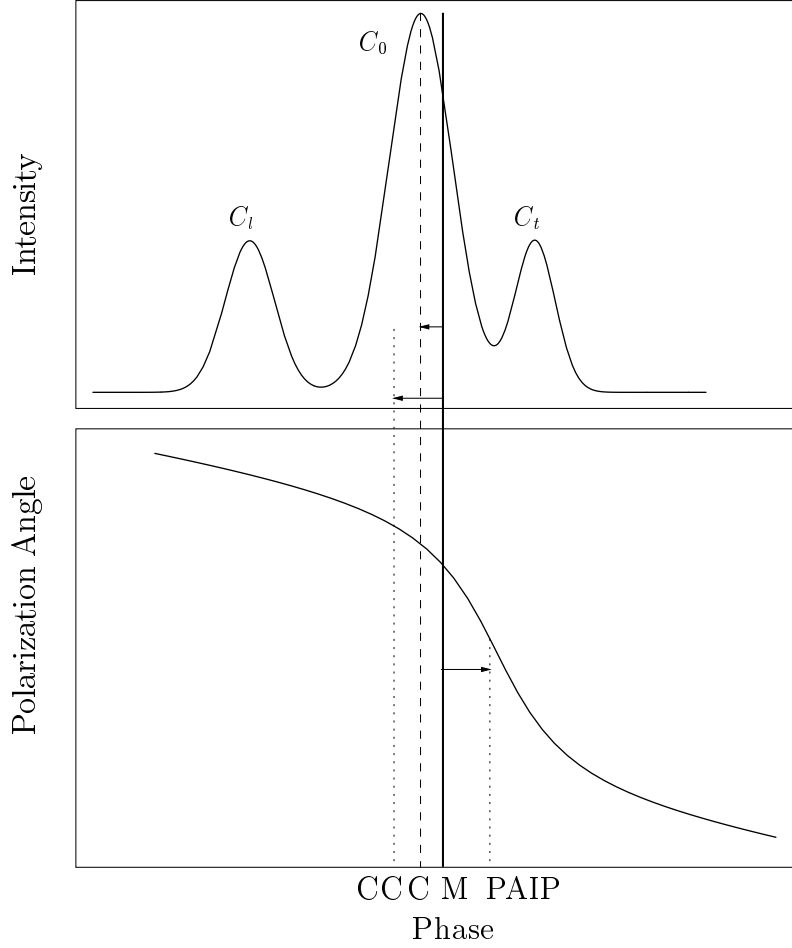 Intensity
C₀
Cₗ
Cₜ
Polarization Angle
CC C M PAIP
Phase